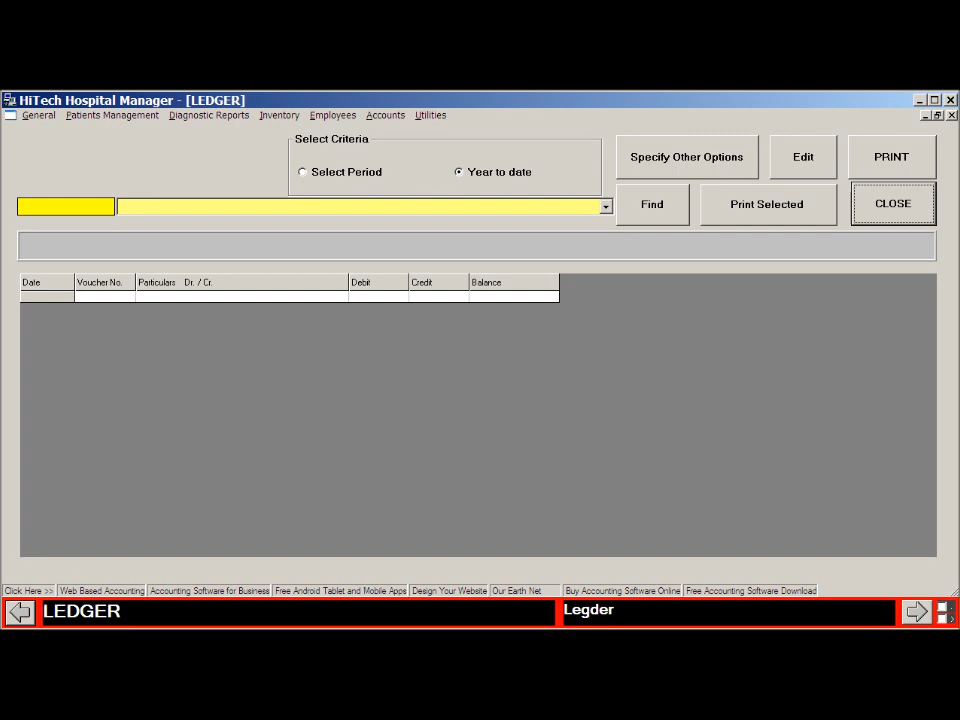 HiTech Hospital Manager - [LEDGER]
General Patients Management Diagnostic Reports Inventory Employees Accounts Utilities
Select Criteria
Select Period Year to date
Specify Other Options Edit PRINT
Find Print Selected CLOSE
Date Voucher No. Particulars Dr. / Cr. Debit Credit Balance
Click Here >> Web Based Accounting Accounting Software for Business Free Android Tablet and Mobile Apps Design Your Website Our Earth Net Buy Accounting Software Online Free Accounting Software Download
LEDGER Legder